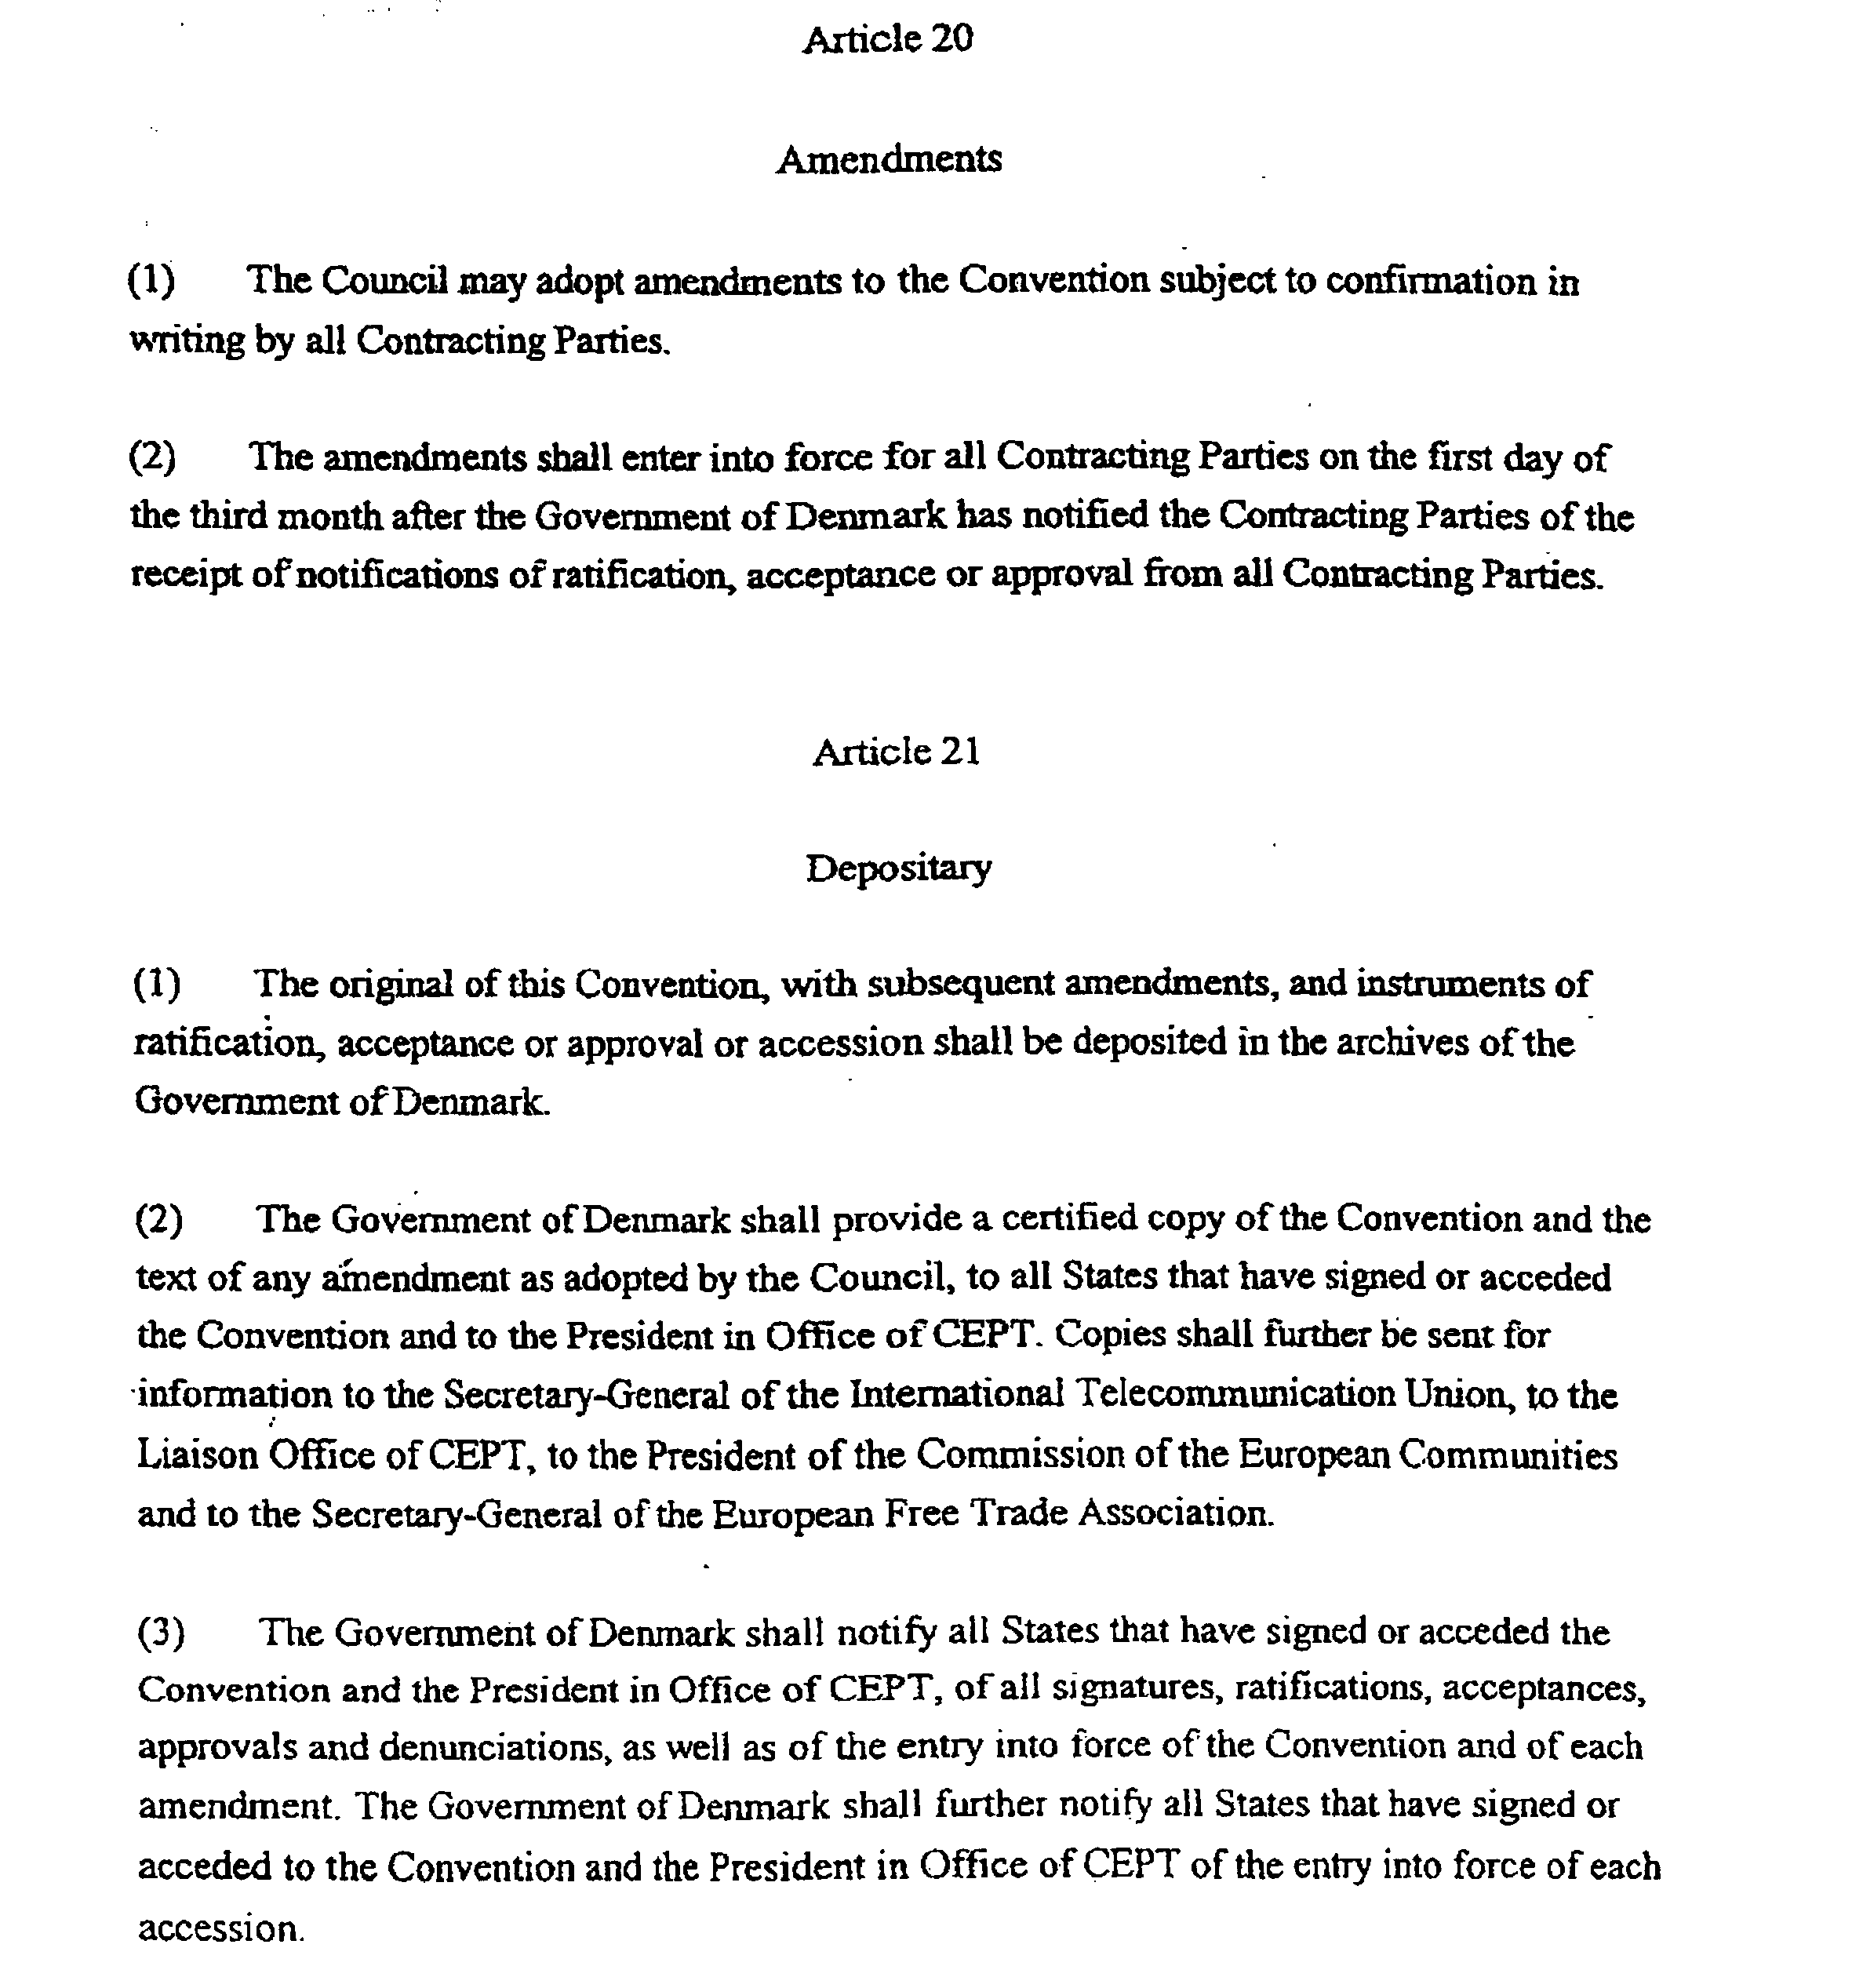 Article 20
Amendments
(1) The Council may adopt amendments to the Convention subject to confirmation in
writing by all Contracting Parties.
(2) The amendments shall enter into force for all Contracting Parties on the first day of
the third month after the Government of Denmark has notified the Contracting Parties of the
receipt of notifications of ratification, acceptance or approval from all Contracting Parties.
Article 21
Depositary
(1) The original of this Convention, with subsequent amendments, and instruments of
ratification, acceptance or approval or accession shall be deposited in the archives of the
Government of Denmark.
(2) The Government of Denmark shall provide a certified copy of the Convention and the
text of any amendment as adopted by the Council, to all States that have signed or acceded
the Convention and to the President in Office of CEPT. Copies shall further be sent for
information to the Secretary-General of the International Telecommunication Union, to the
Liaison Office of CEPT, to the President of the Commission of the European Communities
and to the Secretary-General of the European Free Trade Association.
(3) The Government of Denmark shall notify all States that have signed or acceded the
Convention and the President in Office of CEPT, of all signatures, ratifications, acceptances,
approvals and denunciations, as well as of the entry into force of the Convention and of each
amendment. The Government of Denmark shall further notify all States that have signed or
acceded to the Convention and the President in Office of CEPT of the entry into force of each
accession.